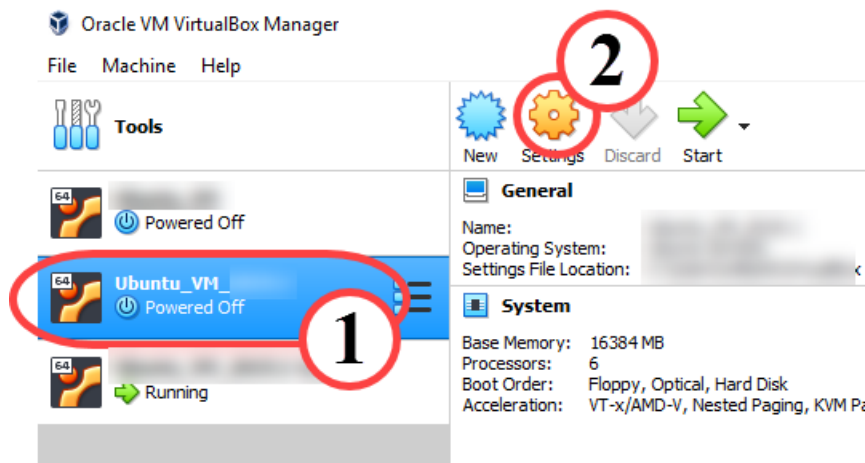 Oracle VM VirtualBox Manager
File Machine Help
2
Tools
New Settings Discard Start
64
Powered Off
General
Name:
Operating System:
Settings File Location: x
64
Ubuntu_VM_
Powered Off
1
System
Base Memory: 16384 MB
Processors: 6
Boot Order: Floppy, Optical, Hard Disk
Acceleration: VT-x/AMD-V, Nested Paging, KVM Pa
64
Running